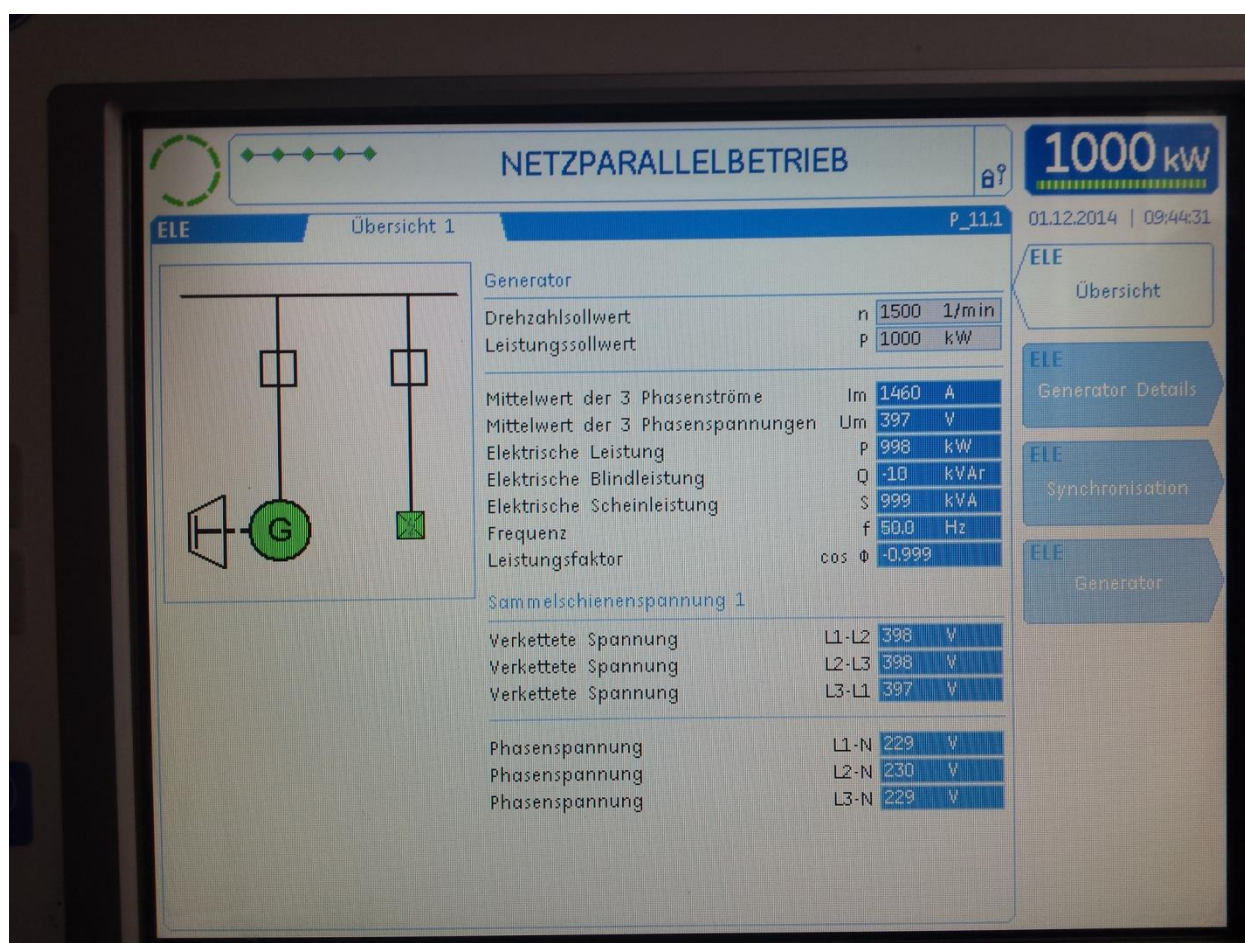 NETZPARALLELBETRIEB
1000 kW
ELE Übersicht 1 P_11.1
01.12.2014 | 09:44:31
ELE
Übersicht
ELE
Generator Details
ELE
Synchronisation
ELE
Generator
G
Generator
Drehzahlsollwert n 1500 1/min
Leistungssollwert P 1000 kW
Mittelwert der 3 Phasenströme Im 1460 A
Mittelwert der 3 Phasenspannungen Um 397 V
Elektrische Leistung P 998 kW
Elektrische Blindleistung Q -10 kVAr
Elektrische Scheinleistung S 999 kVA
Frequenz f 50.0 Hz
Leistungsfaktor cos Φ -0.999
Sammelschienenspannung 1
Verkettete Spannung L1-L2 398 V
Verkettete Spannung L2-L3 398 V
Verkettete Spannung L3-L1 397 V
Phasenspannung L1-N 229 V
Phasenspannung L2-N 230 V
Phasenspannung L3-N 229 V